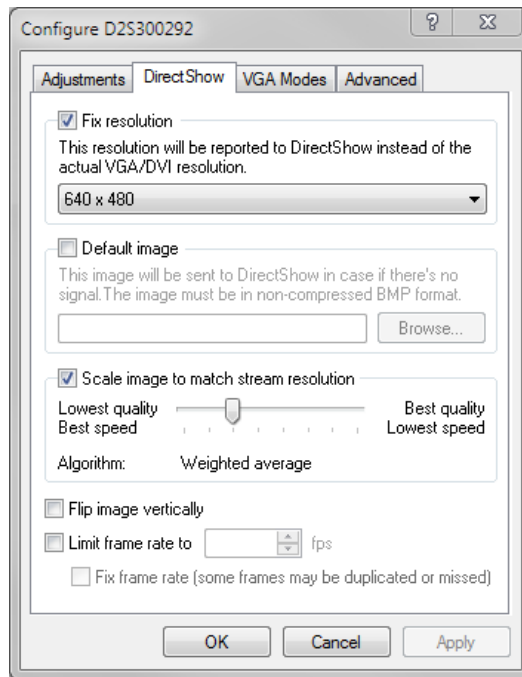 Configure D2S300292
Adjustments DirectShow VGA Modes Advanced
Fix resolution
This resolution will be reported to DirectShow instead of the
actual VGA/DVI resolution.
640 x 480
Default image
This image will be sent to DirectShow in case if there's no
signal.The image must be in non-compressed BMP format.
Browse...
Scale image to match stream resolution
Lowest quality Best quality
Best speed Lowest speed
Algorithm: Weighted average
Flip image vertically
Limit frame rate to fps
Fix frame rate (some frames may be duplicated or missed)
OK Cancel Apply